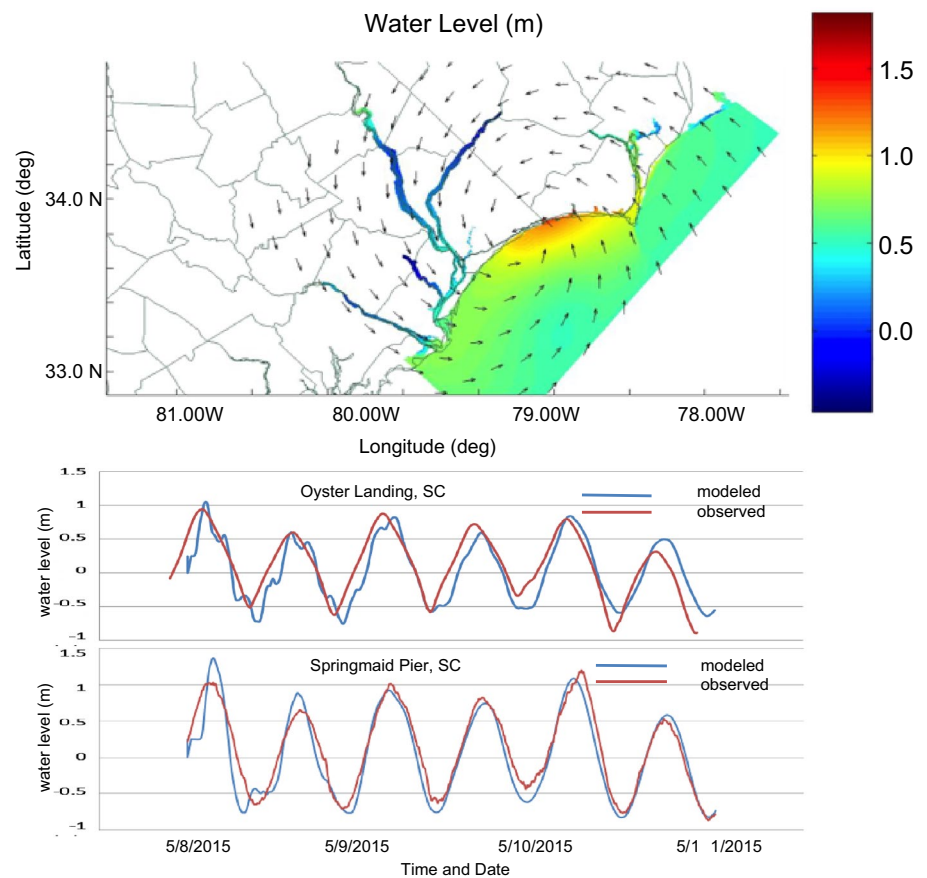 Water Level (m)
1.5
1.0
0.5
0.0
Latitude (deg)
34.0 N
33.0 N
81.00W 80.00W 79.00W 78.00W
Longitude (deg)
1.5
1
0.5
0
-0.5
-1
water level (m)
Oyster Landing, SC
modeled
observed
1.5
1
0.5
0
-0.5
-1
water level (m)
Springmaid Pier, SC
modeled
observed
5/8/2015 5/9/2015 5/10/2015 5/1 1/2015
Time and Date